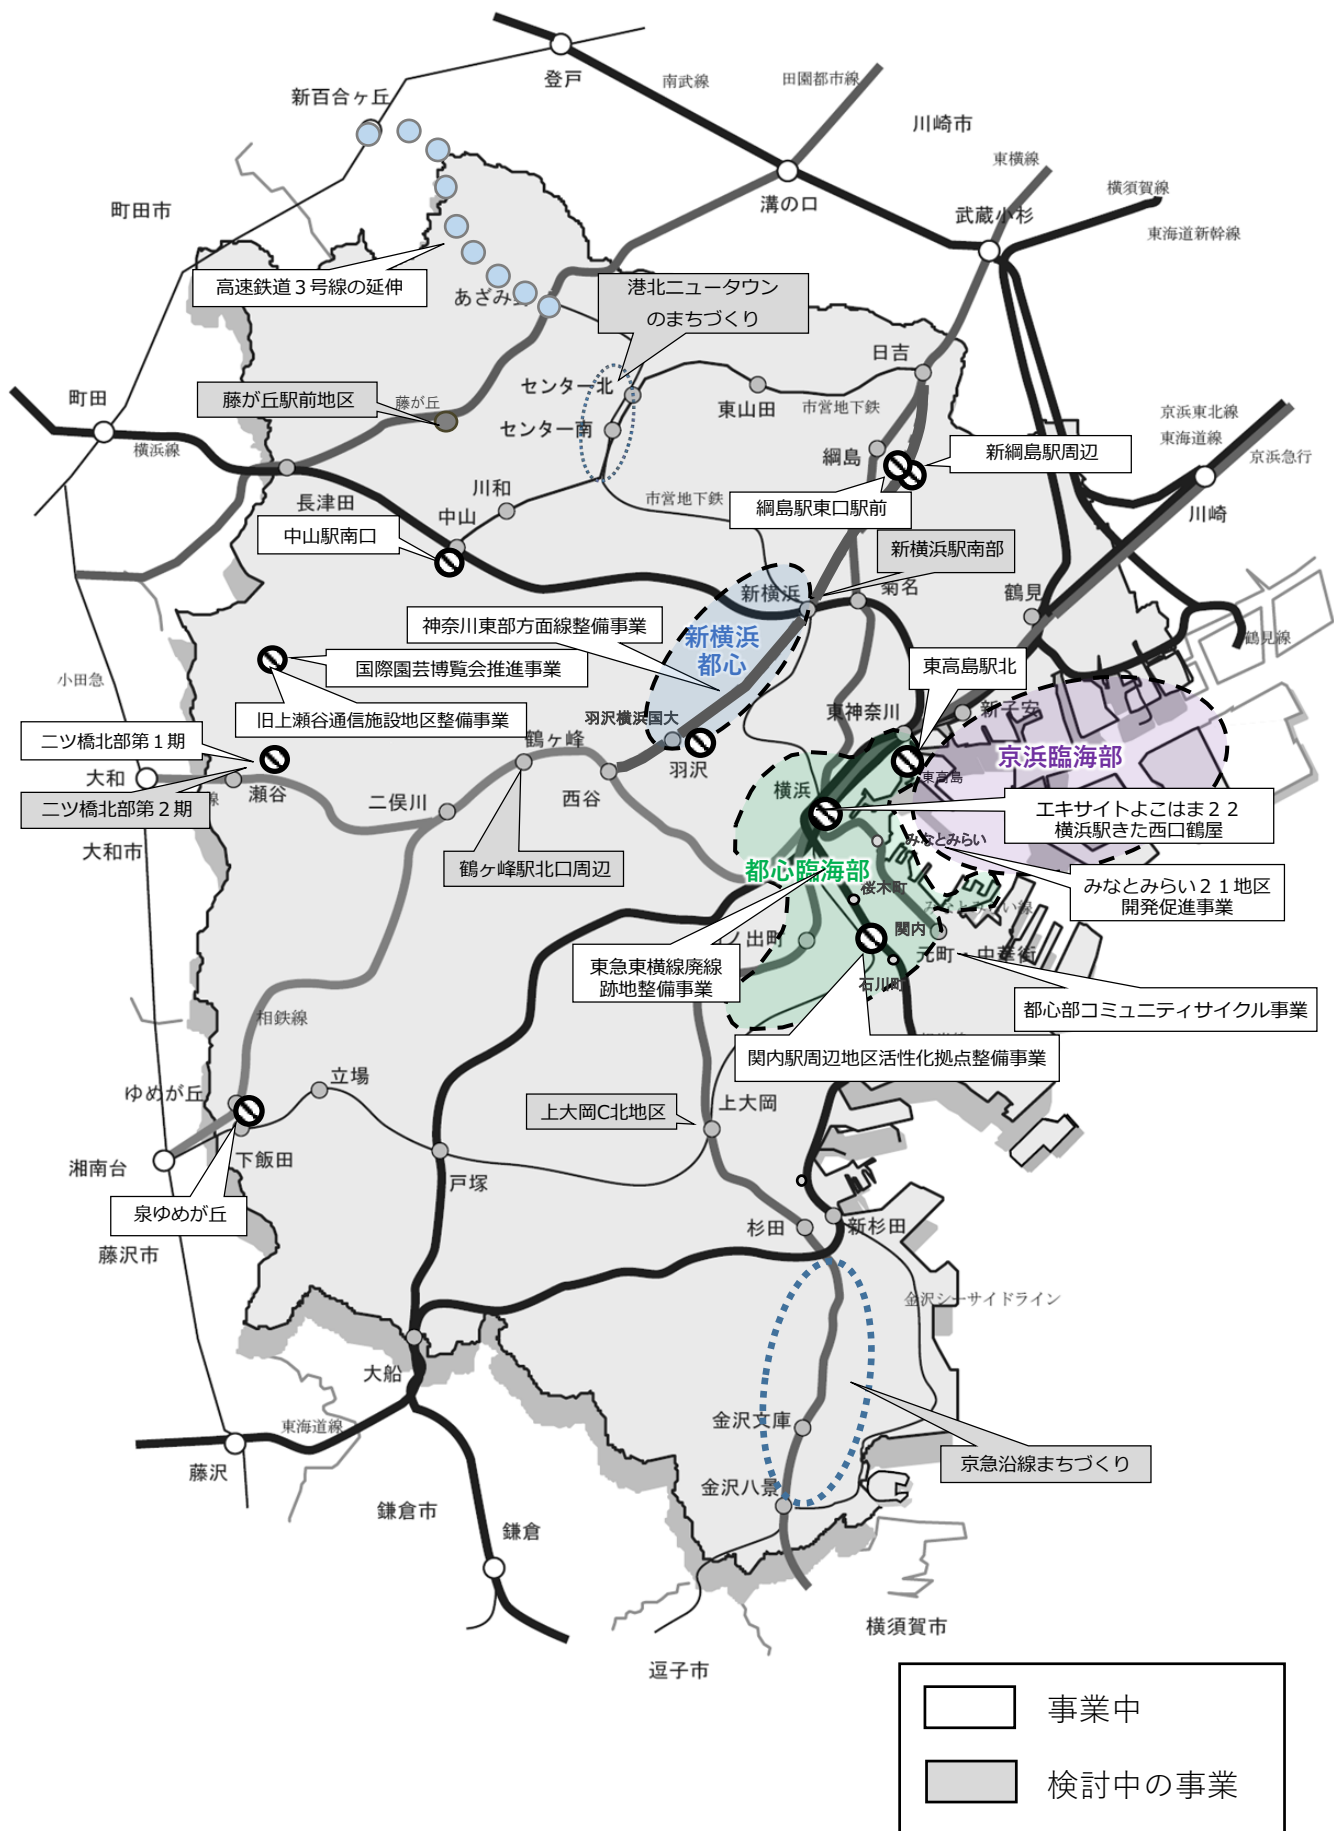 登戸
南武線
田園都市線
新百合ヶ丘
川崎市
東横線
横須賀線
町田市
溝の口
武蔵小杉
東海道新幹線
高速鉄道３号線の延伸
あざみ
港北ニュータウン
のまちづくり
日吉
町田
藤が丘駅前地区
藤が丘
センター北
東山田
市営地下鉄
京浜東北線
東海道線
京浜急行
横浜線
センター南
綱島
新綱島駅周辺
長津田
川和
市営地下鉄
綱島駅東口駅前
川崎
中山駅南口
中山
新横浜駅南部
新横浜
菊名
鶴見
神奈川東部方面線整備事業
新横浜
都心
鶴見線
国際園芸博覧会推進事業
東高島駅北
小田急
旧上瀬谷通信施設地区整備事業
羽沢横浜国大
東神奈川
新子安
二ツ橋北部第１期
鶴ヶ峰
羽沢
京浜臨海部
大和
瀬谷
西谷
横浜
東高島
線
二ツ橋北部第２期
二俣川
エキサイトよこはま２２
横浜駅きた西口鶴屋
大和市
鶴ヶ峰駅北口周辺
都心臨海部
みなとみらい
桜木町
みなとみらい２１地区
開発促進事業
みなとみらい線
関内
出町
元町・中華街
東急東横線廃線
跡地整備事業
石川町
都心部コミュニティサイクル事業
相鉄線
関内駅周辺地区活性化拠点整備事業
立場
ゆめが丘
上大岡C北地区
上大岡
湘南台
下飯田
戸塚
泉ゆめが丘
杉田
新杉田
藤沢市
金沢シーサイドライン
大船
東海道線
金沢文庫
藤沢
京急沿線まちづくり
金沢八景
鎌倉市
鎌倉
横須賀市
逗子市
事業中
検討中の事業